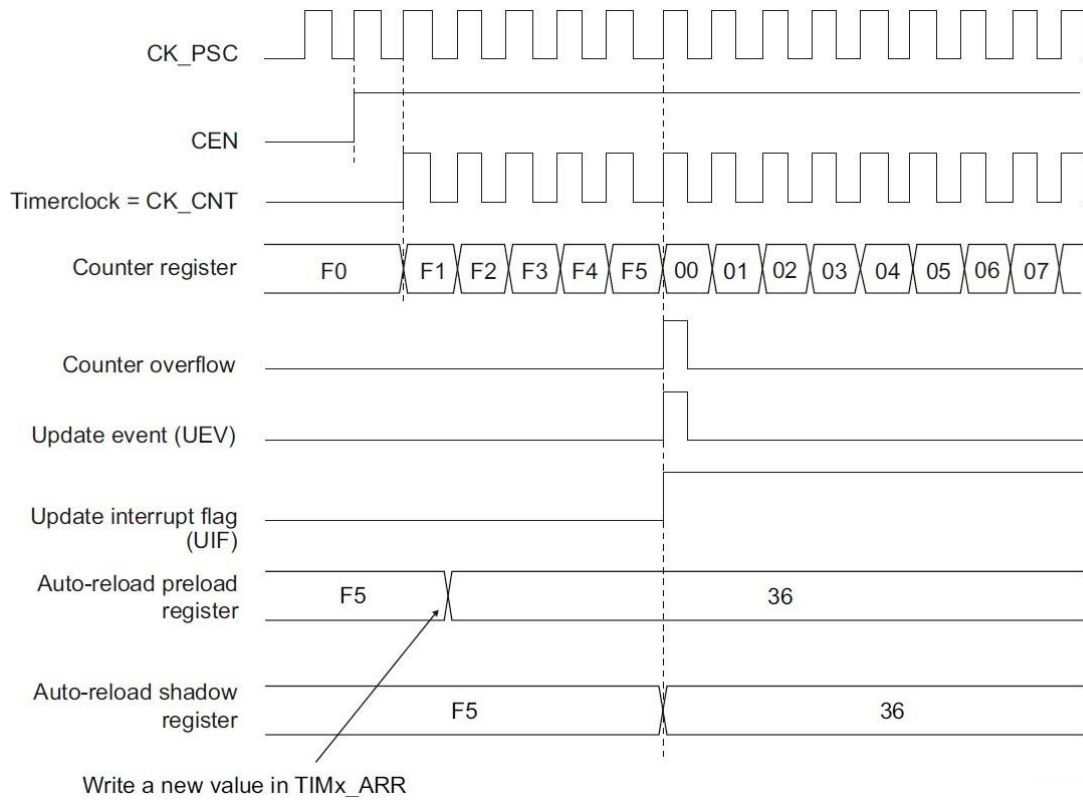 CK_PSC
CEN
Timerclock = CK_CNT
Counter register
F0 F1 F2 F3 F4 F5 00 01 02 03 04 05 06 07
Counter overflow
Update event (UEV)
Update interrupt flag
(UIF)
Auto-reload preload
register
F5 36
Auto-reload shadow
register
F5 36
Write a new value in TIMx_ARR